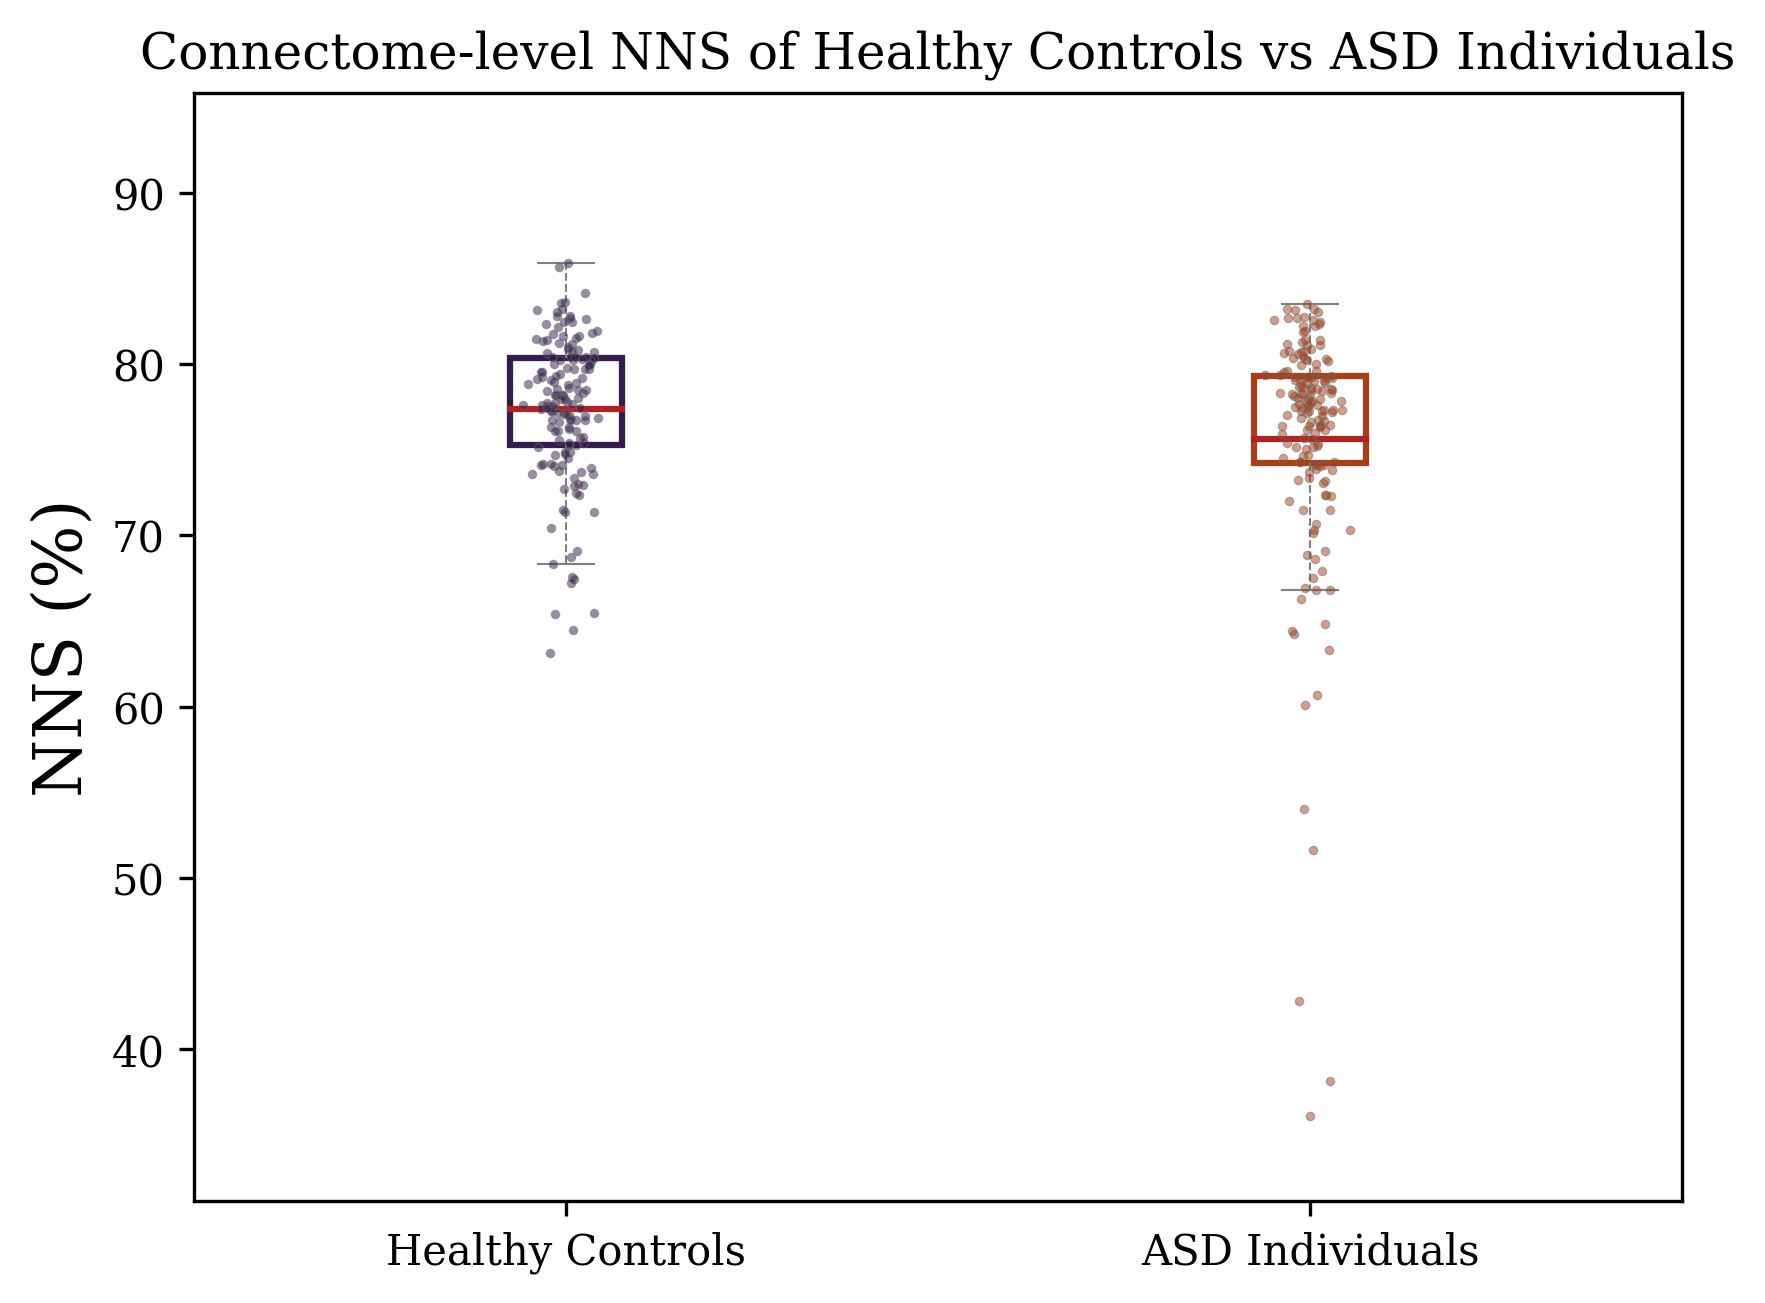 Connectome-level NNS of Healthy Controls vs ASD Individuals
NNS (%)
90
80
70
60
50
40
Healthy Controls
ASD Individuals